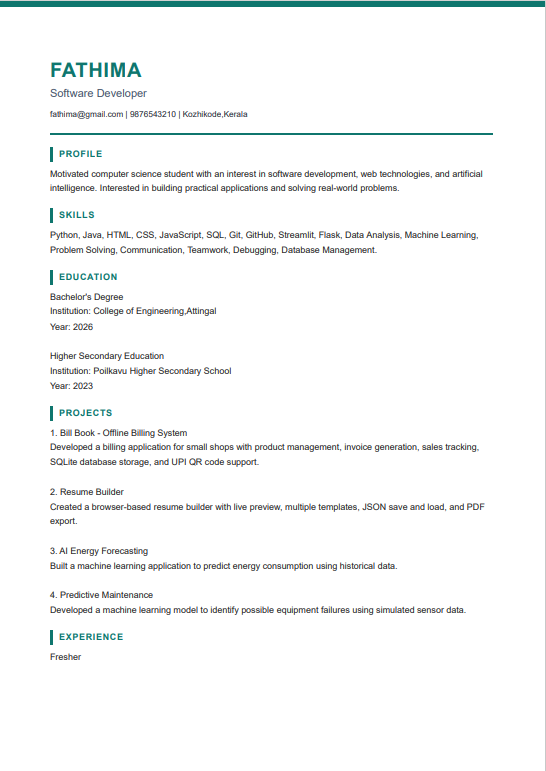 FATHIMA
Software Developer
fathima@gmail.com | 9876543210 | Kozhikode,Kerala
PROFILE
Motivated computer science student with an interest in software development, web technologies, and artificial
intelligence. Interested in building practical applications and solving real-world problems.
SKILLS
Python, Java, HTML, CSS, JavaScript, SQL, Git, GitHub, Streamlit, Flask, Data Analysis, Machine Learning,
Problem Solving, Communication, Teamwork, Debugging, Database Management.
EDUCATION
Bachelor's Degree
Institution: College of Engineering,Attingal
Year: 2026
Higher Secondary Education
Institution: Poilkavu Higher Secondary School
Year: 2023
PROJECTS
1. Bill Book - Offline Billing System
Developed a billing application for small shops with product management, invoice generation, sales tracking,
SQLite database storage, and UPI QR code support.
2. Resume Builder
Created a browser-based resume builder with live preview, multiple templates, JSON save and load, and PDF
export.
3. AI Energy Forecasting
Built a machine learning application to predict energy consumption using historical data.
4. Predictive Maintenance
Developed a machine learning model to identify possible equipment failures using simulated sensor data.
EXPERIENCE
Fresher